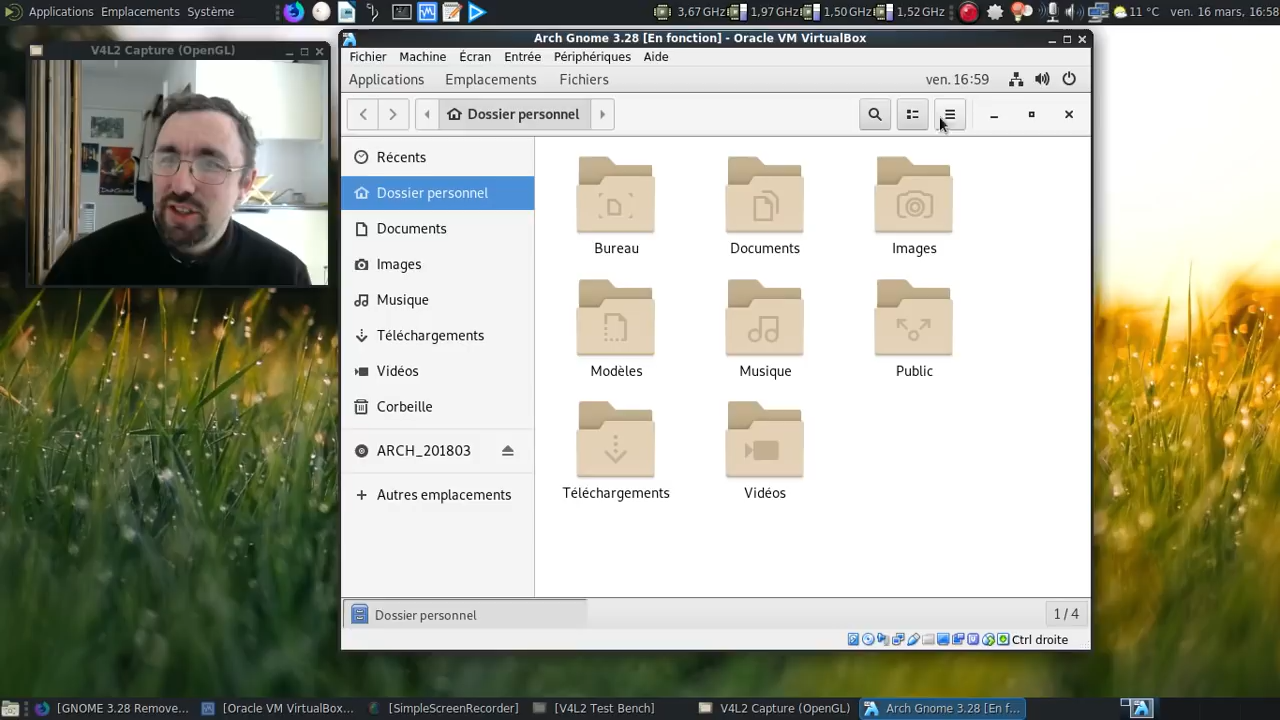 Applications Emplacements Système
3,67 GHz 1,97 GHz 1,50 GHz 1,52 GHz
11 °C ven. 16 mars, 16:58
V4L2 Capture (OpenGL)
Arch Gnome 3.28 [En fonction] - Oracle VM VirtualBox
Fichier Machine Écran Entrée Périphériques Aide
Applications Emplacements Fichiers ven. 16:59
Dossier personnel
Récents
Dossier personnel
Documents
Images
Musique
Téléchargements
Vidéos
Corbeille
ARCH_201803
Autres emplacements
Bureau Documents Images
Modèles Musique Public
Téléchargements Vidéos
Dossier personnel 1 / 4
Ctrl droite
[GNOME 3.28 Remove... [Oracle VM VirtualBox... [SimpleScreenRecorder] [V4L2 Test Bench] V4L2 Capture (OpenGL) Arch Gnome 3.28 [En f...